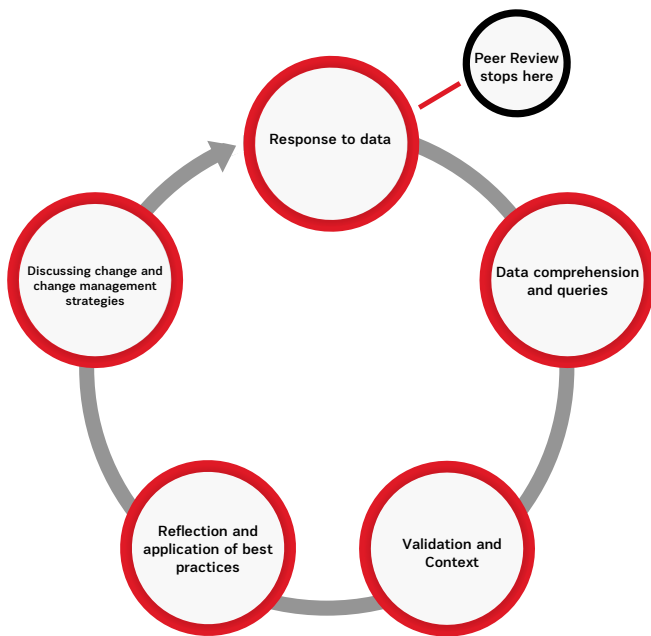 Peer Review
stops here
Response to data
Data comprehension
and queries
Validation and
Context
Reflection and
application of best
practices
Discussing change and
change management
strategies